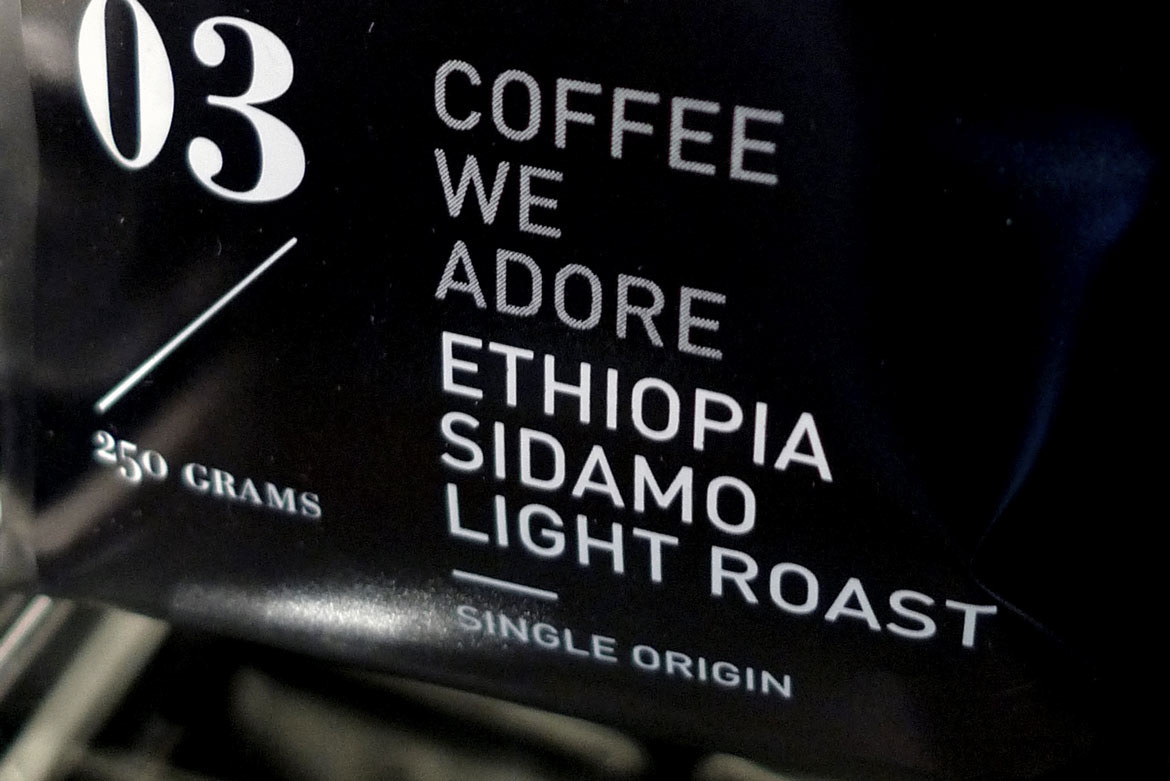 03
250 GRAMS
COFFEE
WE
ADORE
ETHIOPIA
SIDAMO
LIGHT ROAST
SINGLE ORIGIN